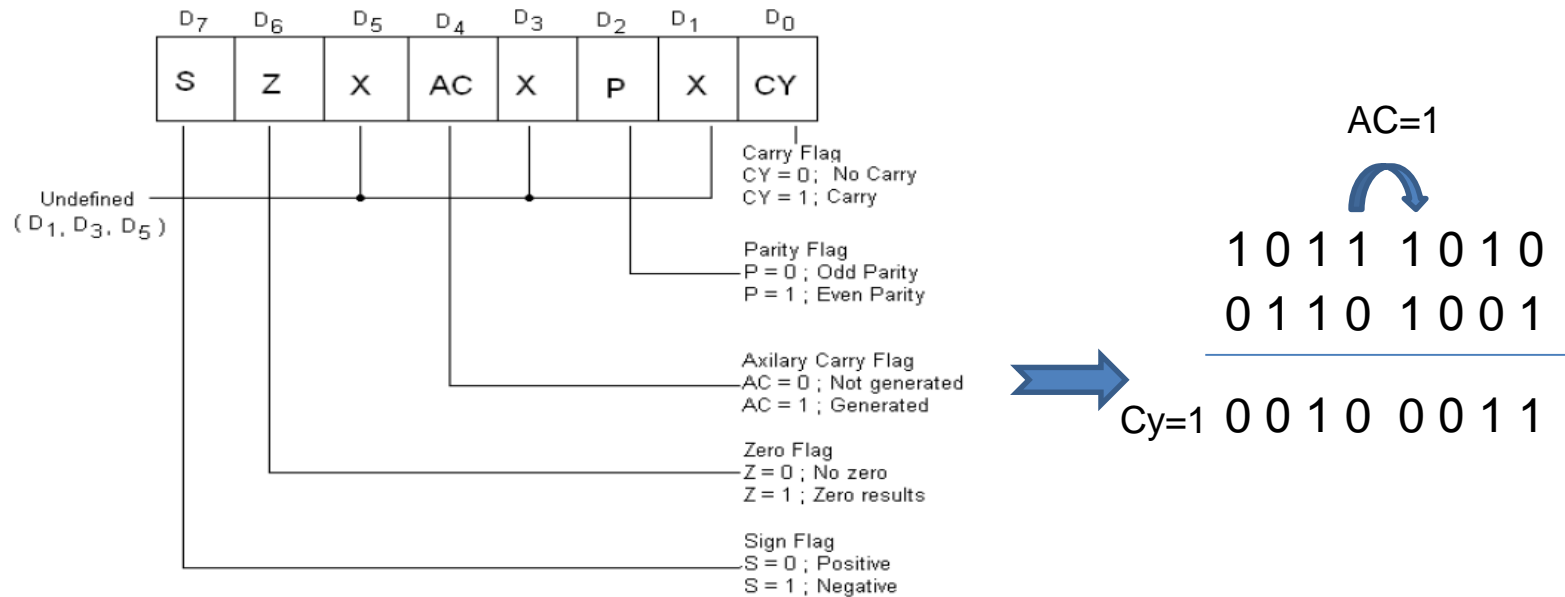 D7 D6 D5 D4 D3 D2 D1 D0
S Z X AC X P X CY
Undefined
( D1, D3, D5 )
Carry Flag
CY = 0 ; No Carry
CY = 1 ; Carry
Parity Flag
P = 0 ; Odd Parity
P = 1 ; Even Parity
Axilary Carry Flag
AC = 0 ; Not generated
AC = 1 ; Generated
Zero Flag
Z = 0 ; No zero
Z = 1 ; Zero results
Sign Flag
S = 0 ; Positive
S = 1 ; Negative
AC=1
1 0 1 1 1 0 1 0
0 1 1 0 1 0 0 1
Cy=1 0 0 1 0 0 0 1 1